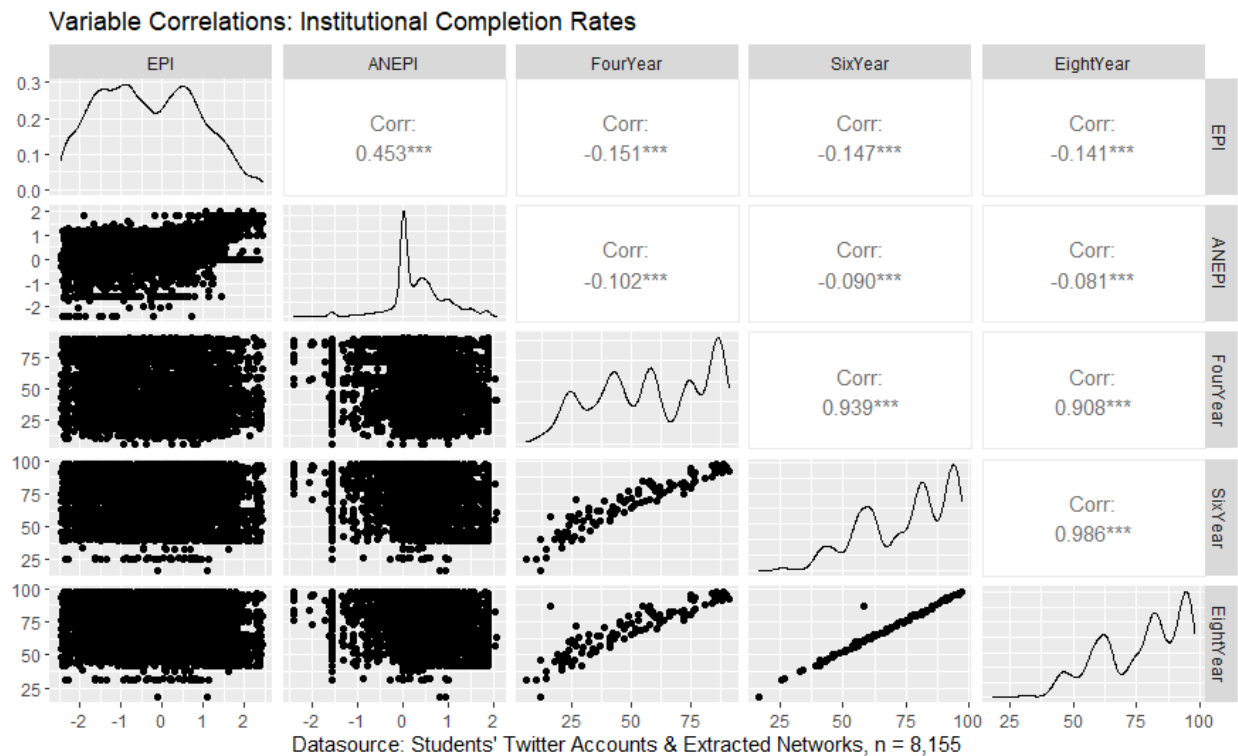 Variable Correlations: Institutional Completion Rates
EPI ANEPI FourYear SixYear EightYear
0.3
0.2
0.1
0.0
Corr: Corr: Corr: Corr:
0.453*** -0.151*** -0.147*** -0.141***
EPI
2
1
0
-1
-2
Corr: Corr: Corr:
-0.102*** -0.090*** -0.081***
ANEPI
75
50
25
Corr: Corr:
0.939*** 0.908***
FourYear
100
75
50
25
Corr:
0.986***
SixYear
100
75
50
25
EightYear
-2 -1 0 1 2 -2 -1 0 1 2 25 50 75 25 50 75 100 25 50 75 100
Datasource: Students' Twitter Accounts & Extracted Networks, n = 8,155